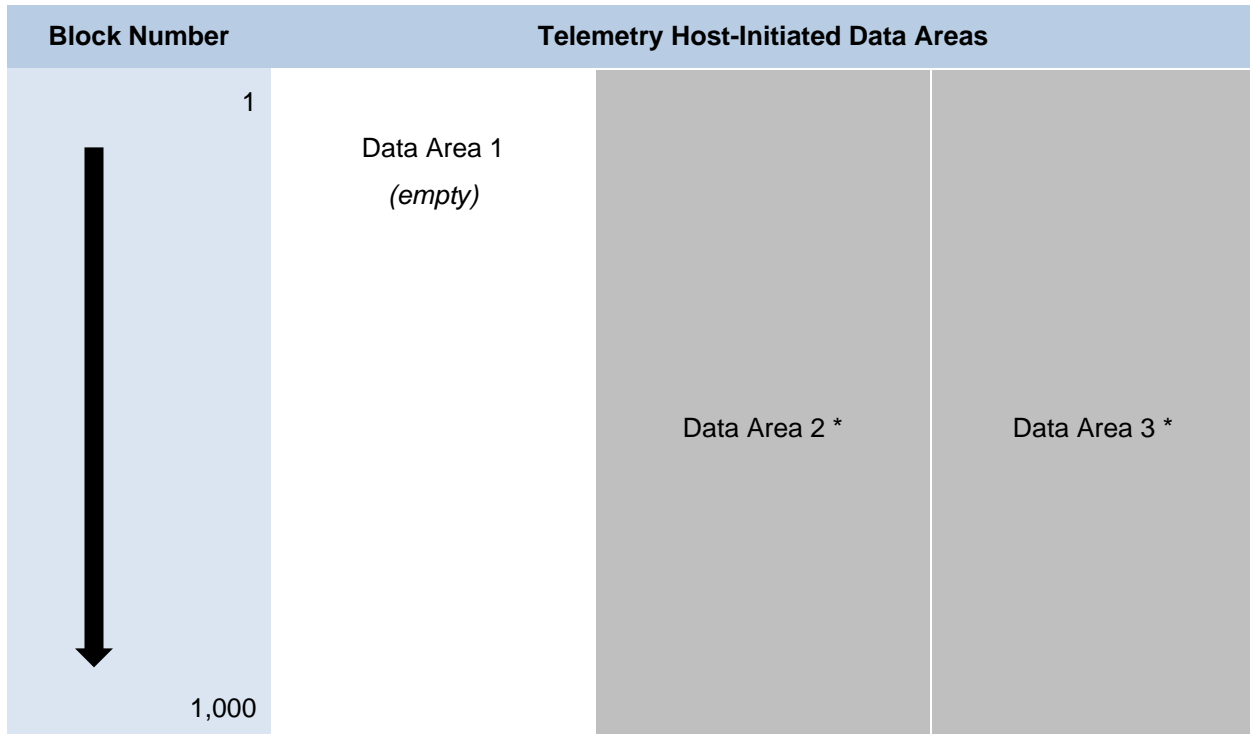 Block Number
Telemetry Host-Initiated Data Areas
1
Data Area 1
(empty)
Data Area 2 *
Data Area 3 *
1,000